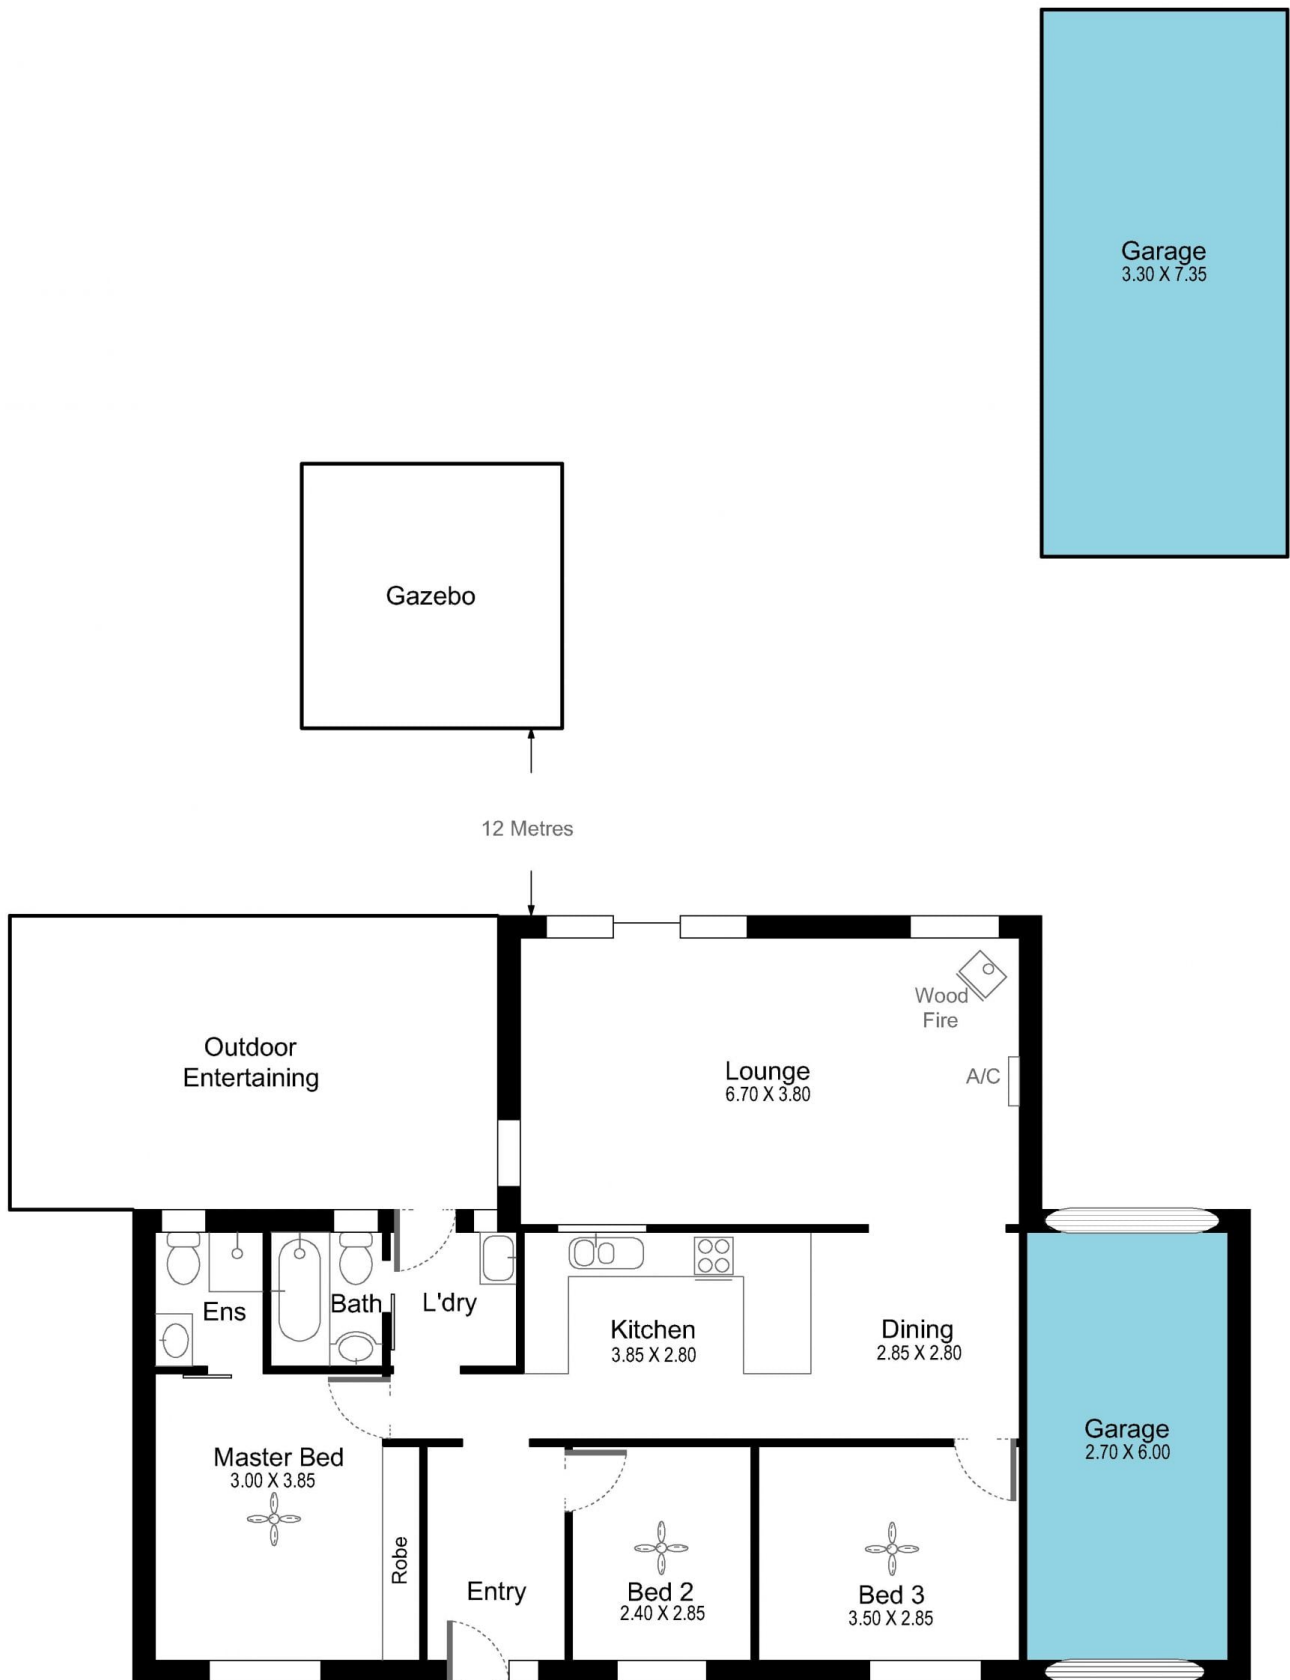 Garage
3.30 X 7.35
Gazebo
12 Metres
Outdoor
Entertaining
Wood
Fire
Lounge
6.70 X 3.80
A/C
Ens
Bath
L'dry
Kitchen
3.85 X 2.80
Dining
2.85 X 2.80
Master Bed
3.00 X 3.85
Garage
2.70 X 6.00
Robe
Entry
Bed 2
2.40 X 2.85
Bed 3
3.50 X 2.85